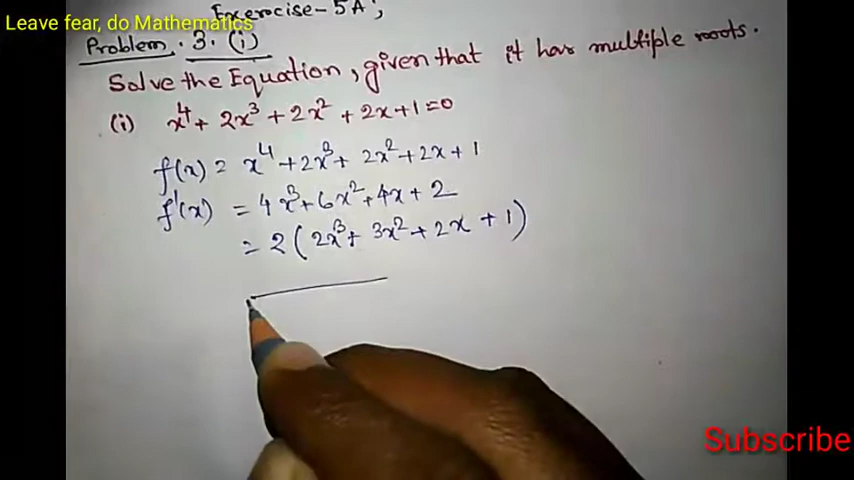 Exercise-5A;
Leave fear, do Mathematics
Problem. 3. (i)
Solve the Equation, given that it has multiple roots.
(i) x⁴ + 2x³ + 2x² + 2x + 1 = 0
f(x) = x⁴ + 2x³ + 2x² + 2x + 1
f'(x) = 4x³ + 6x² + 4x + 2
= 2(2x³ + 3x² + 2x + 1)
Subscribe